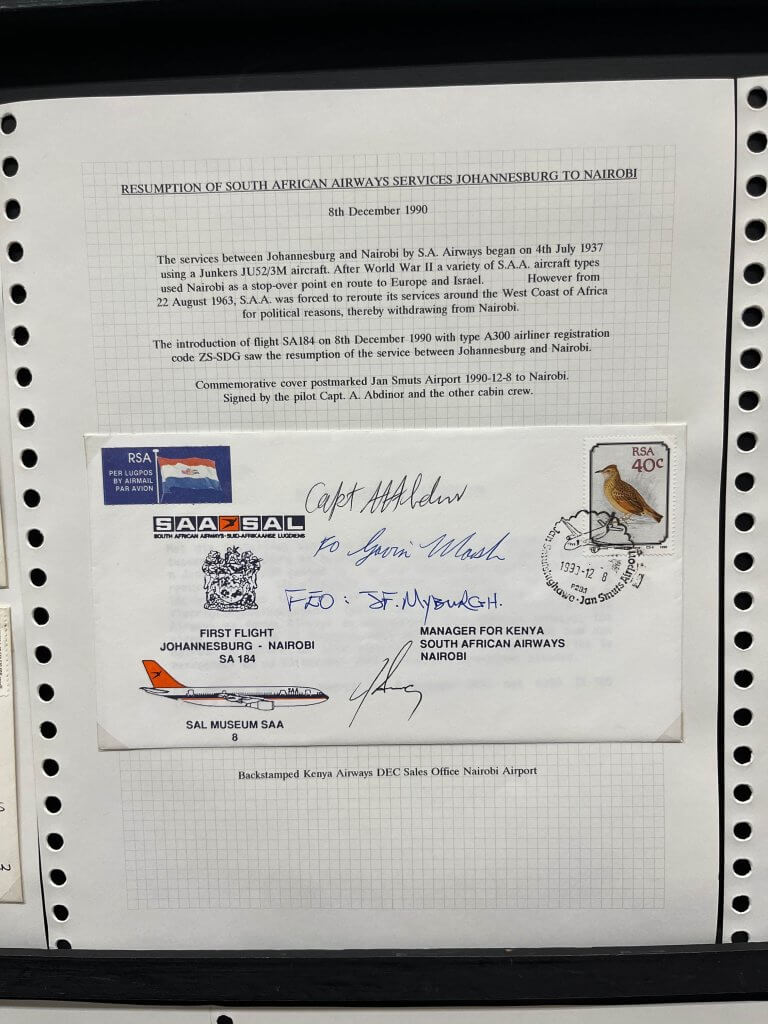 RESUMPTION OF SOUTH AFRICAN AIRWAYS SERVICES JOHANNESBURG TO NAIROBI
8th December 1990
The services between Johannesburg and Nairobi by S.A. Airways began on 4th July 1937
using a Junkers JU52/3M aircraft. After World War II a variety of S.A.A. aircraft types
used Nairobi as a stop-over point en route to Europe and Israel. However from
22 August 1963, S.A.A. was forced to reroute its services around the West Coast of Africa
for political reasons, thereby withdrawing from Nairobi.
The introduction of flight SA184 on 8th December 1990 with type A300 airliner registration
code ZS-SDG saw the resumption of the service between Johannesburg and Nairobi.
Commemorative cover postmarked Jan Smuts Airport 1990-12-8 to Nairobi.
Signed by the pilot Capt. A. Abdinor and the other cabin crew.
RSA
PER LUGPOS
BY AIRMAIL
PAR AVION
RSA
40c
Capt
SAA SAL
SOUTH AFRICAN AIRWAYS-SUID-AFRIKAANSE LUGDIENS
FO Gavin
1990-12-8
Jan Smuts Airport
FEO: J.F. MYBURGH.
FIRST FLIGHT
JOHANNESBURG - NAIROBI
SA 184
MANAGER FOR KENYA
SOUTH AFRICAN AIRWAYS
NAIROBI
SAL MUSEUM SAA
8
Backstamped Kenya Airways DEC Sales Office Nairobi Airport